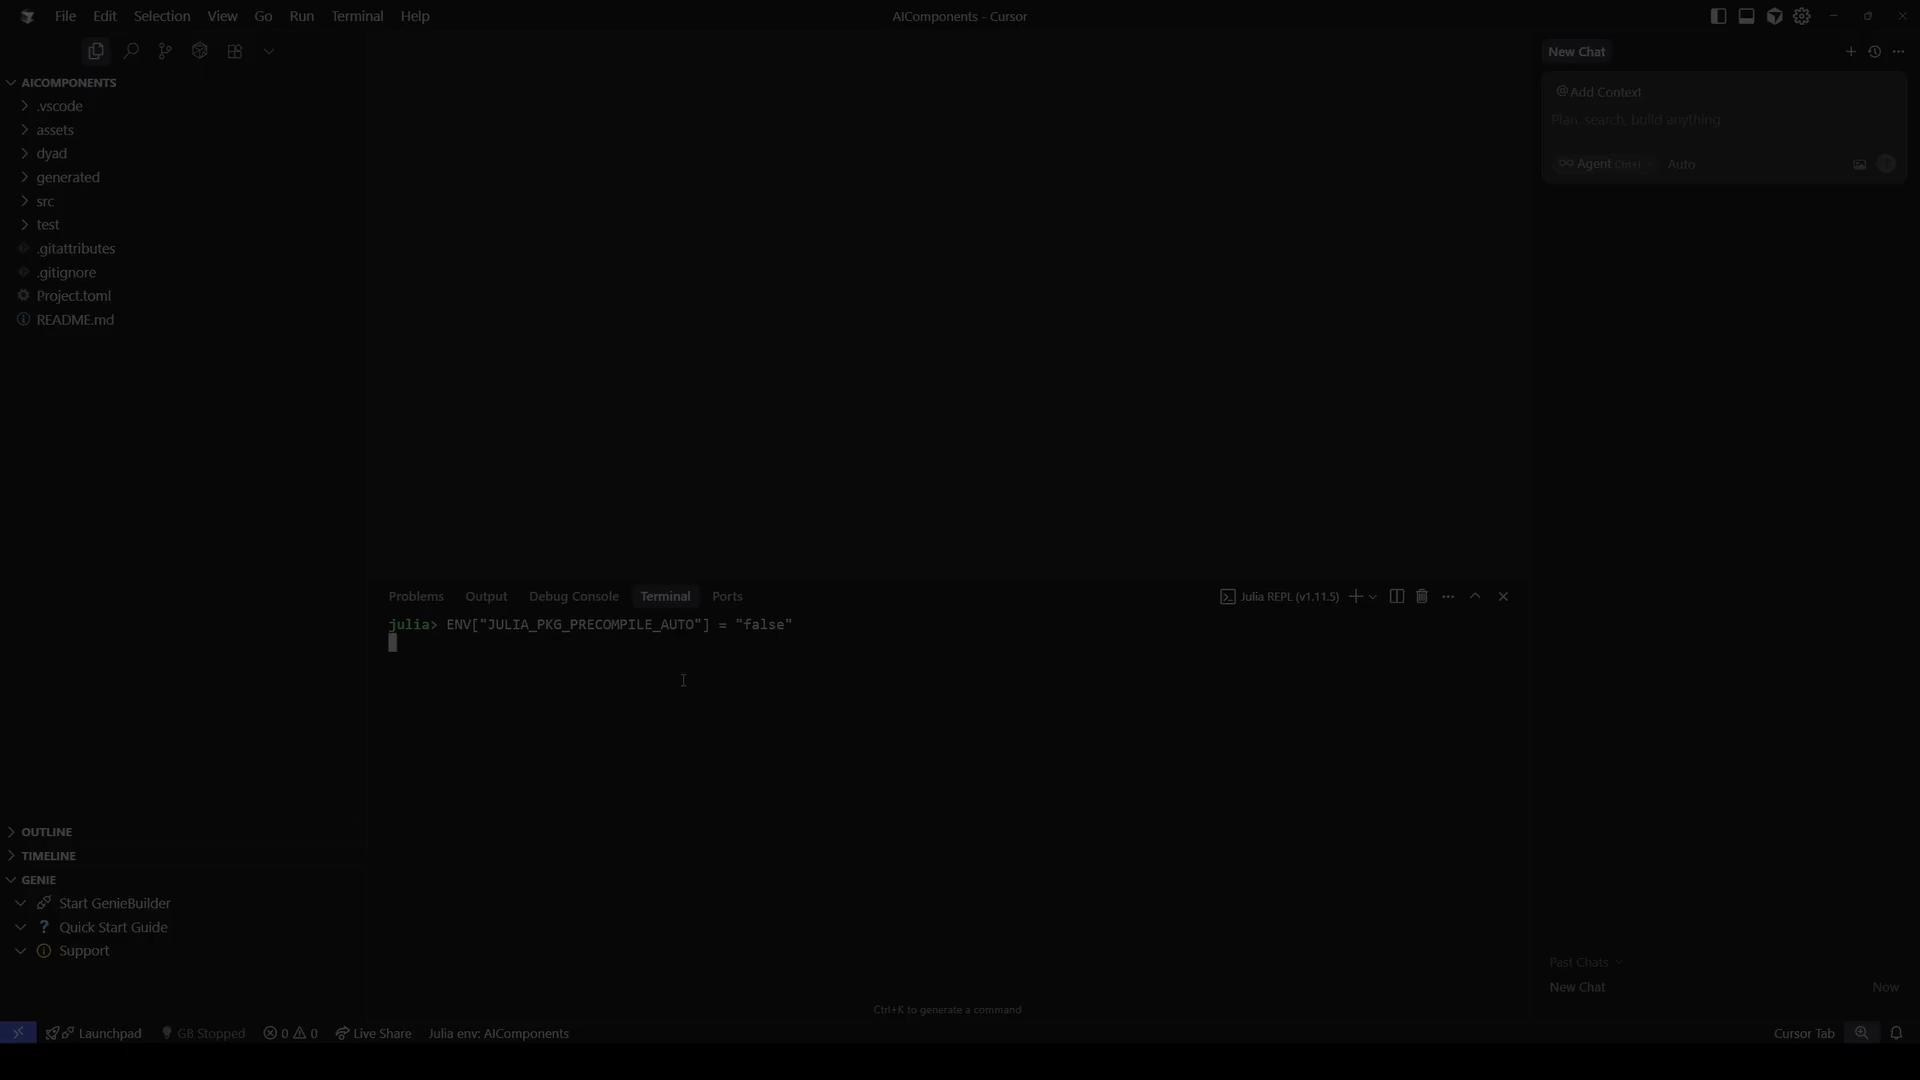 File Edit Selection View Go Run Terminal Help
AIComponents - Cursor
AICOMPONENTS
.vscode
assets
dyad
generated
src
test
.gitattributes
.gitignore
Project.toml
README.md
OUTLINE
TIMELINE
GENIE
Start GenieBuilder
Quick Start Guide
Support
Problems Output Debug Console Terminal Ports
Julia REPL (v1.11.5)
julia> ENV["JULIA_PKG_PRECOMPILE_AUTO"] = "false"
Ctrl+K to generate a command
New Chat
@ Add Context
Plan, search, build anything
Agent Ctrl+I Auto
Past Chats
New Chat Now
Launchpad GB Stopped 0 0 Live Share Julia env: AIComponents
Cursor Tab